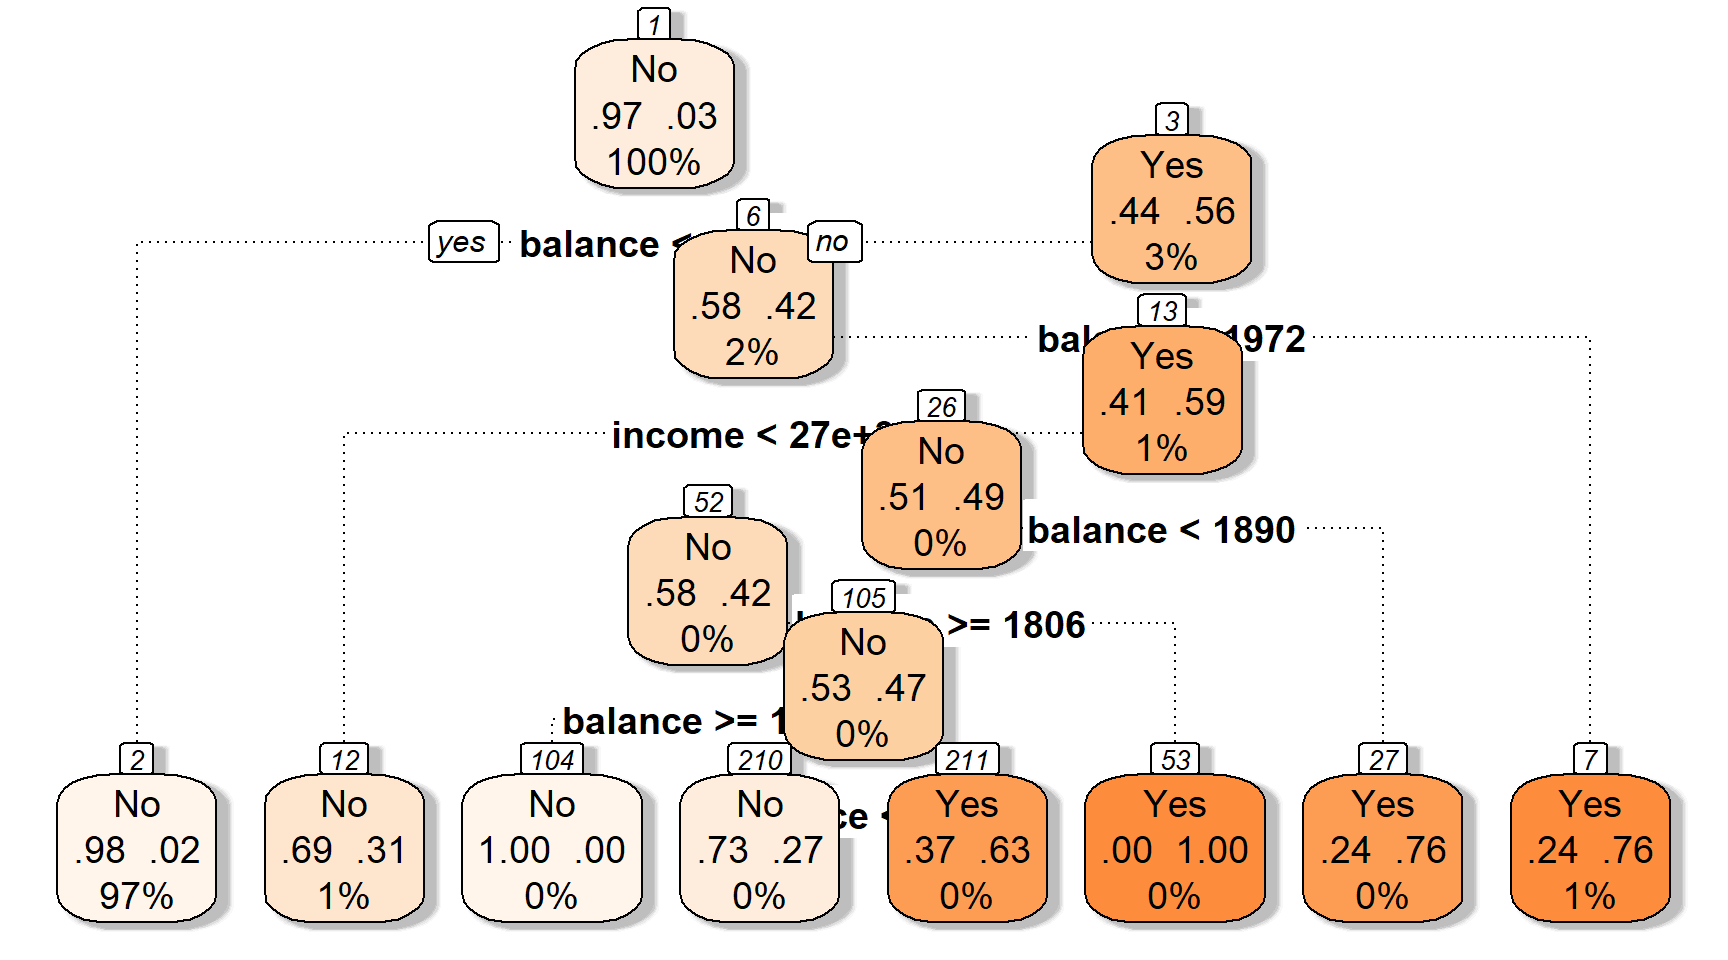 1
No
.97 .03
100%
3
Yes
.44 .56
3%
yes balance < no
6
No
.58 .42
2%
1972
13
Yes
.41 .59
1%
income < 27e+
26
No
.51 .49
0%
balance < 1890
52
No
.58 .42
0%
>= 1806
105
No
.53 .47
0%
balance >= 1
2
No
.98 .02
97%
12
No
.69 .31
1%
104
No
1.00 .00
0%
210
No
.73 .27
0%
211
Yes
.37 .63
0%
53
Yes
.00 1.00
0%
27
Yes
.24 .76
0%
7
Yes
.24 .76
1%